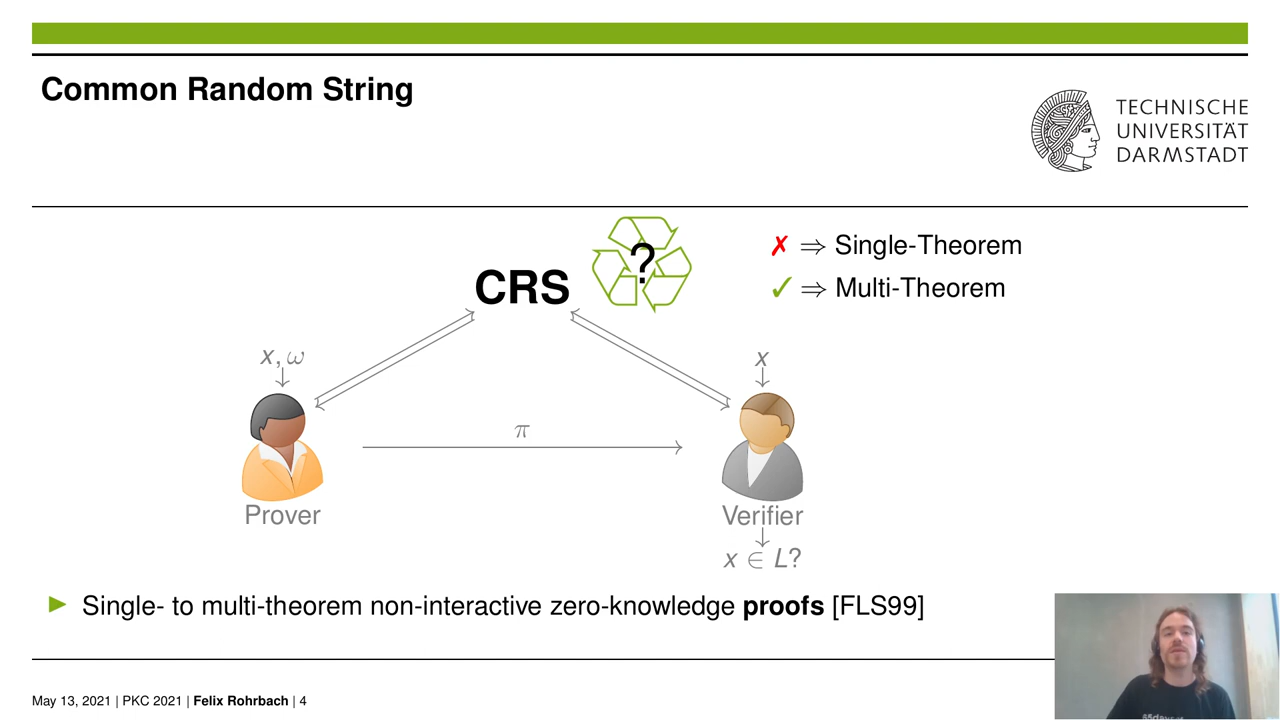 Common Random String
TECHNISCHE
UNIVERSITÄT
DARMSTADT
CRS
?
✗ ⇒ Single-Theorem
✓ ⇒ Multi-Theorem
x, ω
x
π
Prover
Verifier
x ∈ L?
Single- to multi-theorem non-interactive zero-knowledge proofs [FLS99]
May 13, 2021 | PKC 2021 | Felix Rohrbach | 4